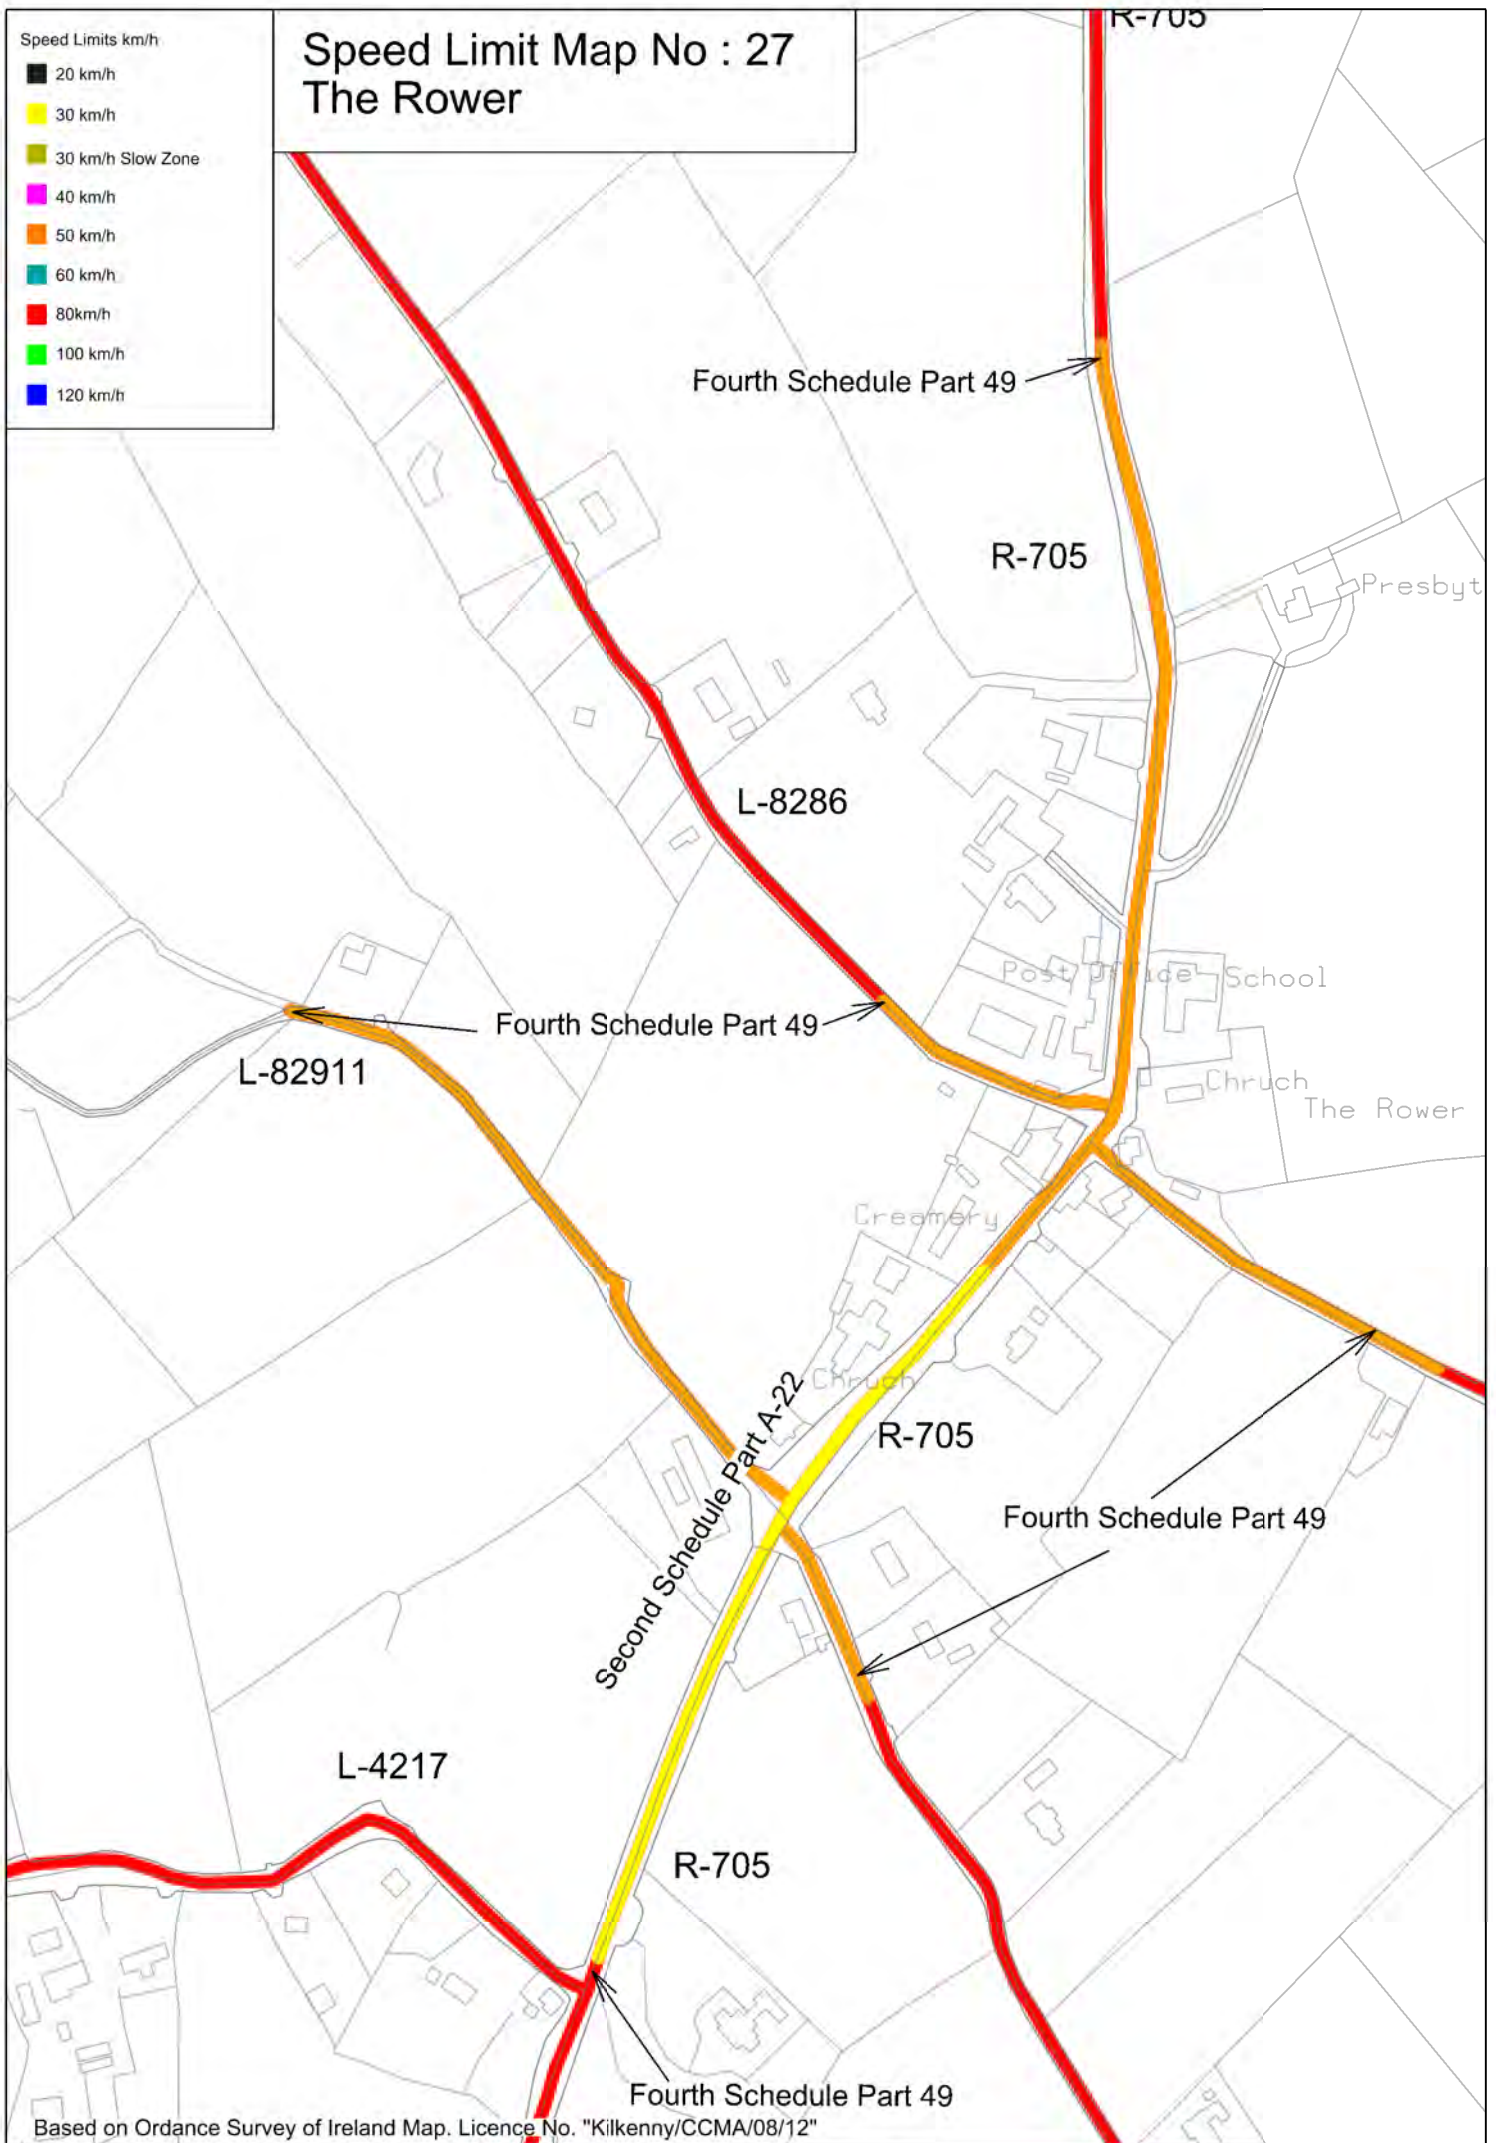 Speed Limits km/h
20 km/h
30 km/h
30 km/h Slow Zone
40 km/h
50 km/h
60 km/h
80km/h
100 km/h
120 km/h
Speed Limit Map No : 27
The Rower
R-705
Fourth Schedule Part 49
R-705
Presbyt
L-8286
Post Office
School
Fourth Schedule Part 49
L-82911
Chruch
The Rower
Creamery
Chruch
Second Schedule Part A-22
R-705
Fourth Schedule Part 49
L-4217
R-705
Fourth Schedule Part 49
Based on Ordance Survey of Ireland Map. Licence No. "Kilkenny/CCMA/08/12"